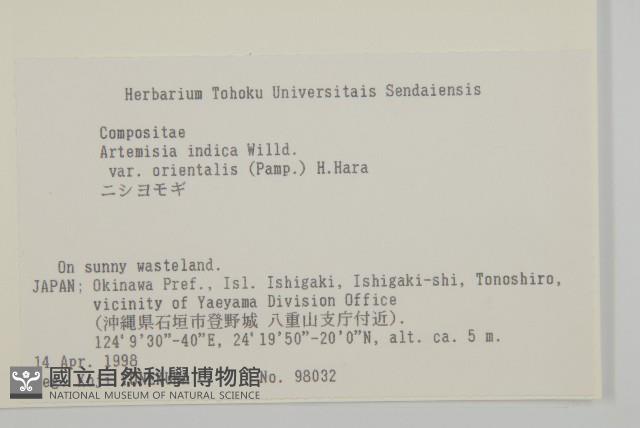 Herbarium Tohoku Universitais Sendaiensis
Compositae
Artemisia indica Willd.
var. orientalis (Pamp.) H.Hara
ニシヨモギ
On sunny wasteland.
JAPAN; Okinawa Pref., Isl. Ishigaki, Ishigaki-shi, Tonoshiro,
vicinity of Yaeyama Division Office
(沖縄県石垣市登野城 八重山支庁付近).
124°9'30"-40"E, 24°19'50"-20'0"N, alt. ca. 5 m.
14 Apr. 1998
No. 98032
國立自然科學博物館
NATIONAL MUSEUM OF NATURAL SCIENCE